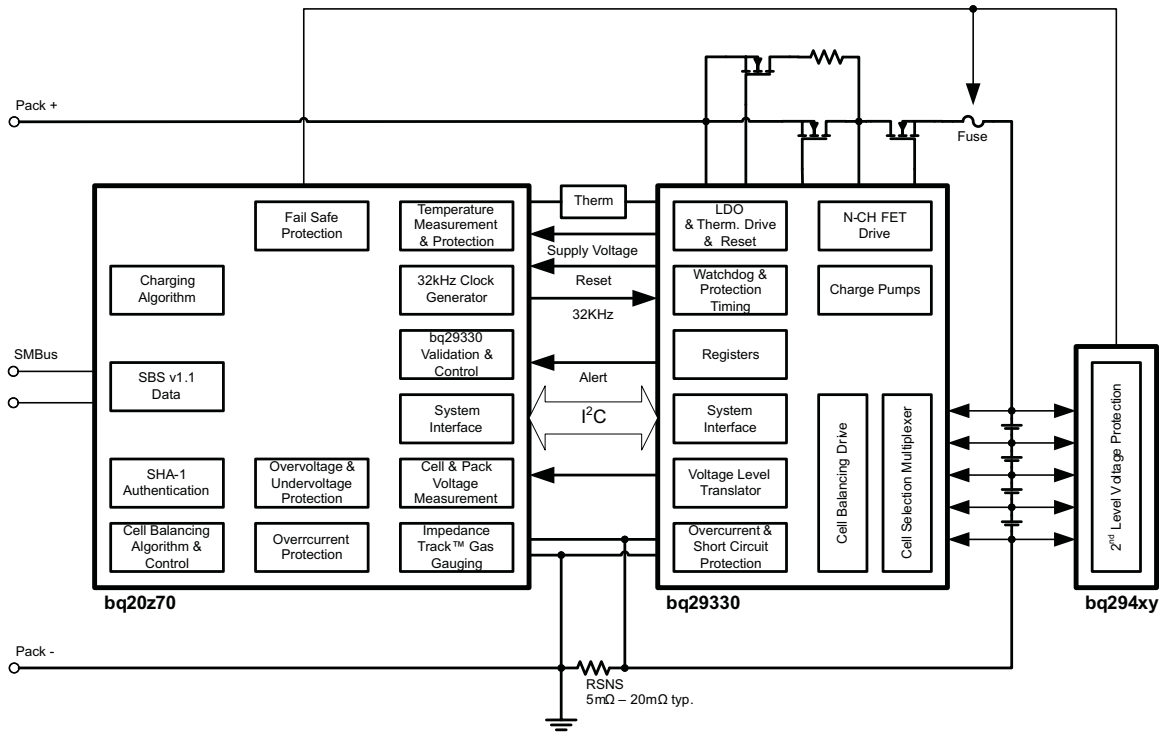 Pack +
Fuse
SMBus
Fail Safe
Protection
Temperature
Measurement
& Protection
Charging
Algorithm
32kHz Clock
Generator
bq29330
Validation &
Control
SBS v1.1
Data
System
Interface
SHA-1
Authentication
Overvoltage &
Undervoltage
Protection
Cell & Pack
Voltage
Measurement
Cell Balancing
Algorithm &
Control
Overcurrent
Protection
Impedance
Track™ Gas
Gauging
bq20z70
Therm
Supply Voltage
Reset
32KHz
Alert
I²C
LDO
& Therm. Drive
& Reset
N-CH FET
Drive
Watchdog &
Protection
Timing
Charge Pumps
Registers
System
Interface
Voltage Level
Translator
Overcurrent &
Short Circuit
Protection
Cell Balancing Drive
Cell Selection Multiplexer
bq29330
2nd Level Voltage Protection
bq294xy
Pack -
RSNS
5mΩ – 20mΩ typ.